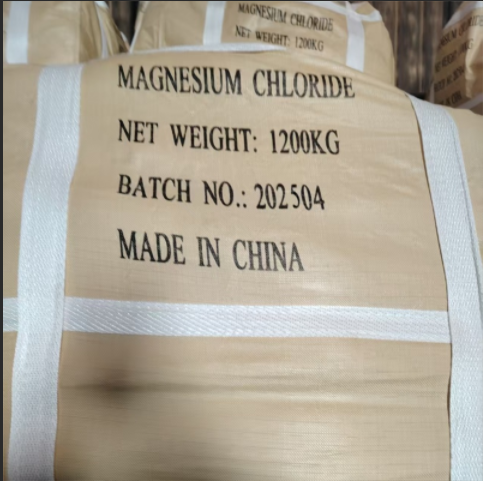 MAGNESIUM CHLORIDE
NET WEIGHT: 1200KG
MAGNESIUM CHLORIDE
NET WEIGHT: 1200KG
BATCH NO.: 202504
MADE IN CHINA